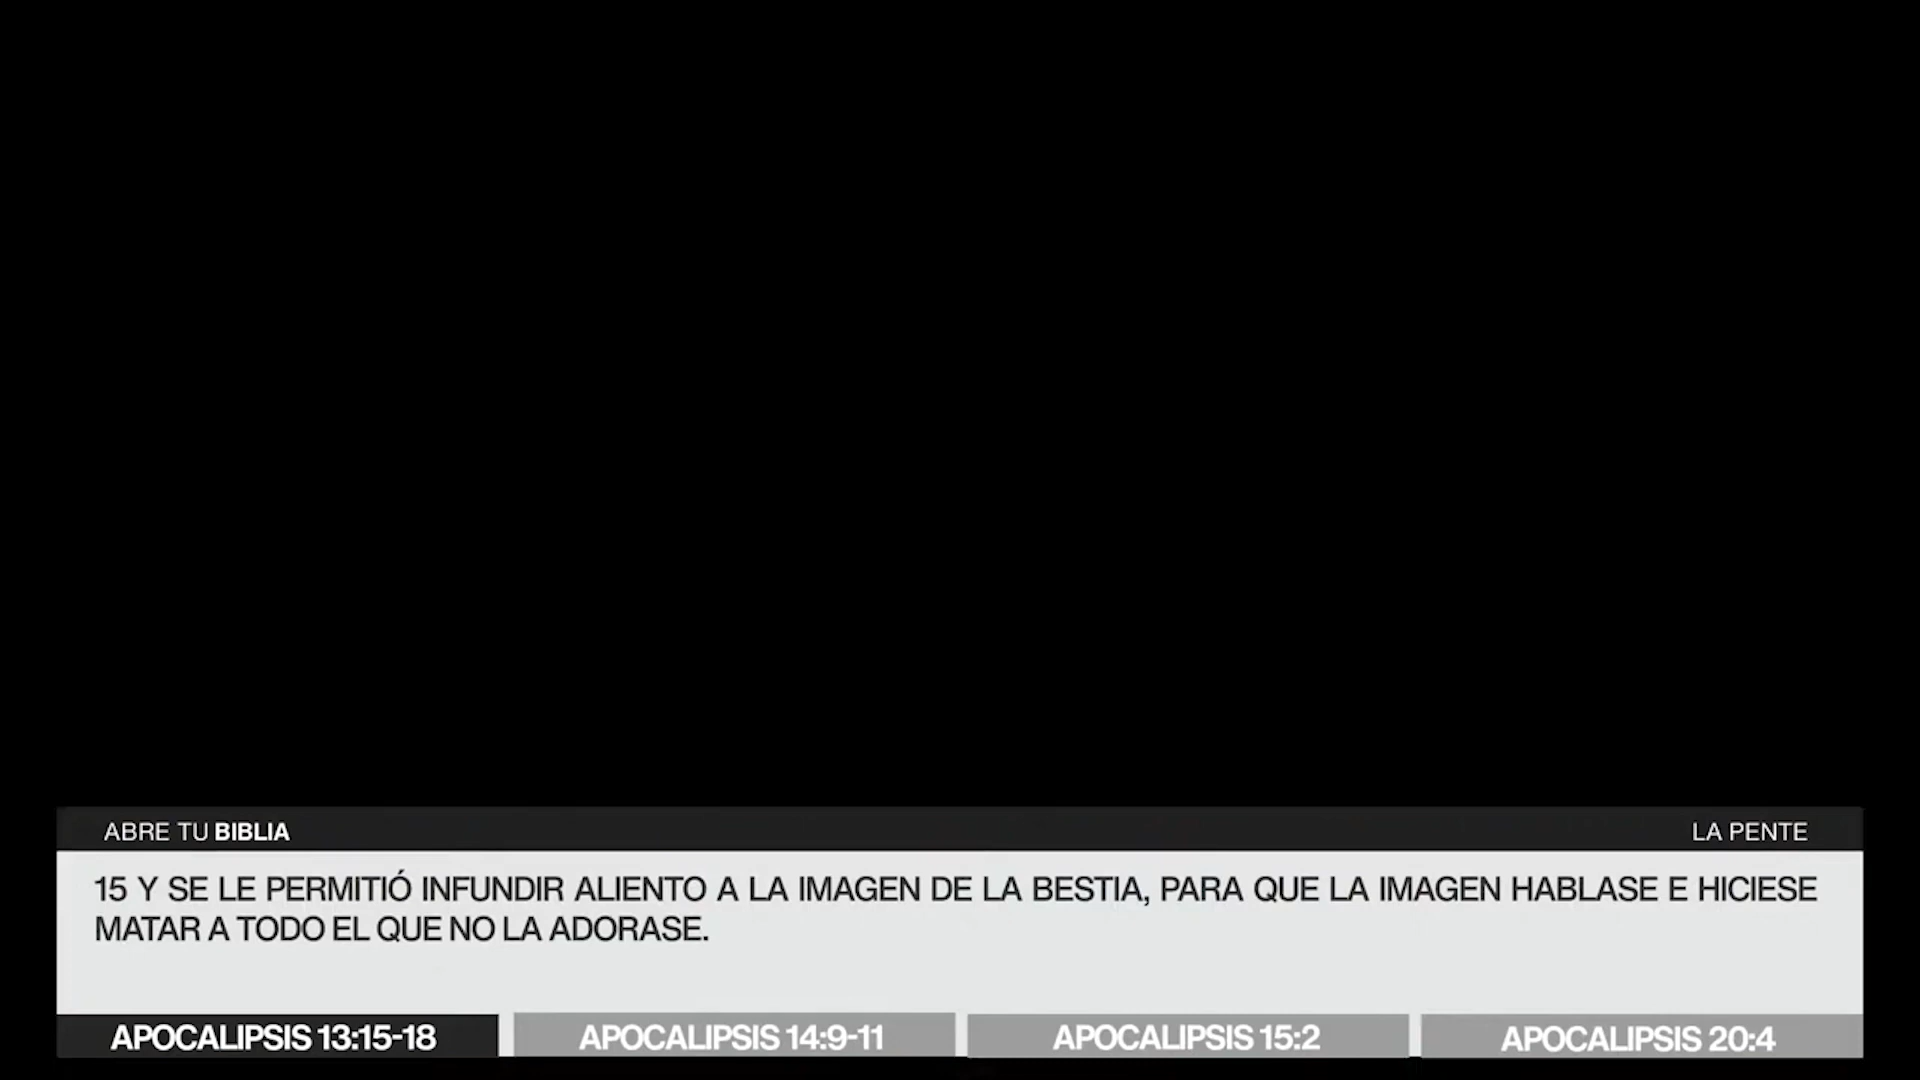 ABRE TU BIBLIA
LA PENTE
15 Y SE LE PERMITIÓ INFUNDIR ALIENTO A LA IMAGEN DE LA BESTIA, PARA QUE LA IMAGEN HABLASE E HICIESE
MATAR A TODO EL QUE NO LA ADORASE.
APOCALIPSIS 13:15-18
APOCALIPSIS 14:9-11
APOCALIPSIS 15:2
APOCALIPSIS 20:4